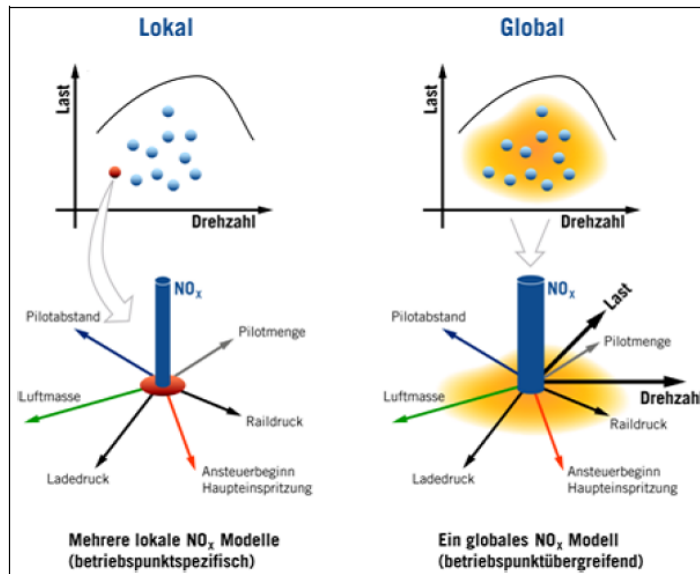 Lokal
Last
Drehzahl
NOx
Pilotabstand
Pilotmenge
Luftmasse
Raildruck
Ladedruck
Ansteuerbeginn
Haupteinspritzung
Mehrere lokale NOx Modelle
(betriebspunktspezifisch)
Global
Last
Drehzahl
NOx
Last
Pilotabstand
Pilotmenge
Drehzahl
Luftmasse
Raildruck
Ladedruck
Ansteuerbeginn
Haupteinspritzung
Ein globales NOx Modell
(betriebspunktübergreifend)